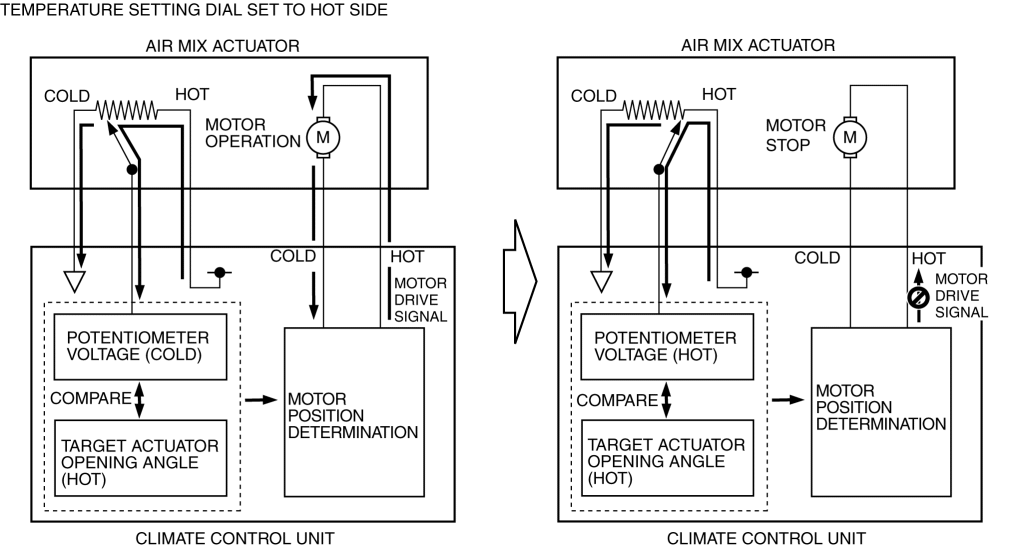 TEMPERATURE SETTING DIAL SET TO HOT SIDE
AIR MIX ACTUATOR
COLD
HOT
MOTOR
OPERATION
M
COLD
HOT
MOTOR
DRIVE
SIGNAL
POTENTIOMETER
VOLTAGE (COLD)
COMPARE
TARGET ACTUATOR
OPENING ANGLE
(HOT)
MOTOR
POSITION
DETERMINATION
CLIMATE CONTROL UNIT
AIR MIX ACTUATOR
COLD
HOT
MOTOR
STOP
M
COLD
HOT
MOTOR
DRIVE
SIGNAL
POTENTIOMETER
VOLTAGE (HOT)
COMPARE
TARGET ACTUATOR
OPENING ANGLE
(HOT)
MOTOR
POSITION
DETERMINATION
CLIMATE CONTROL UNIT